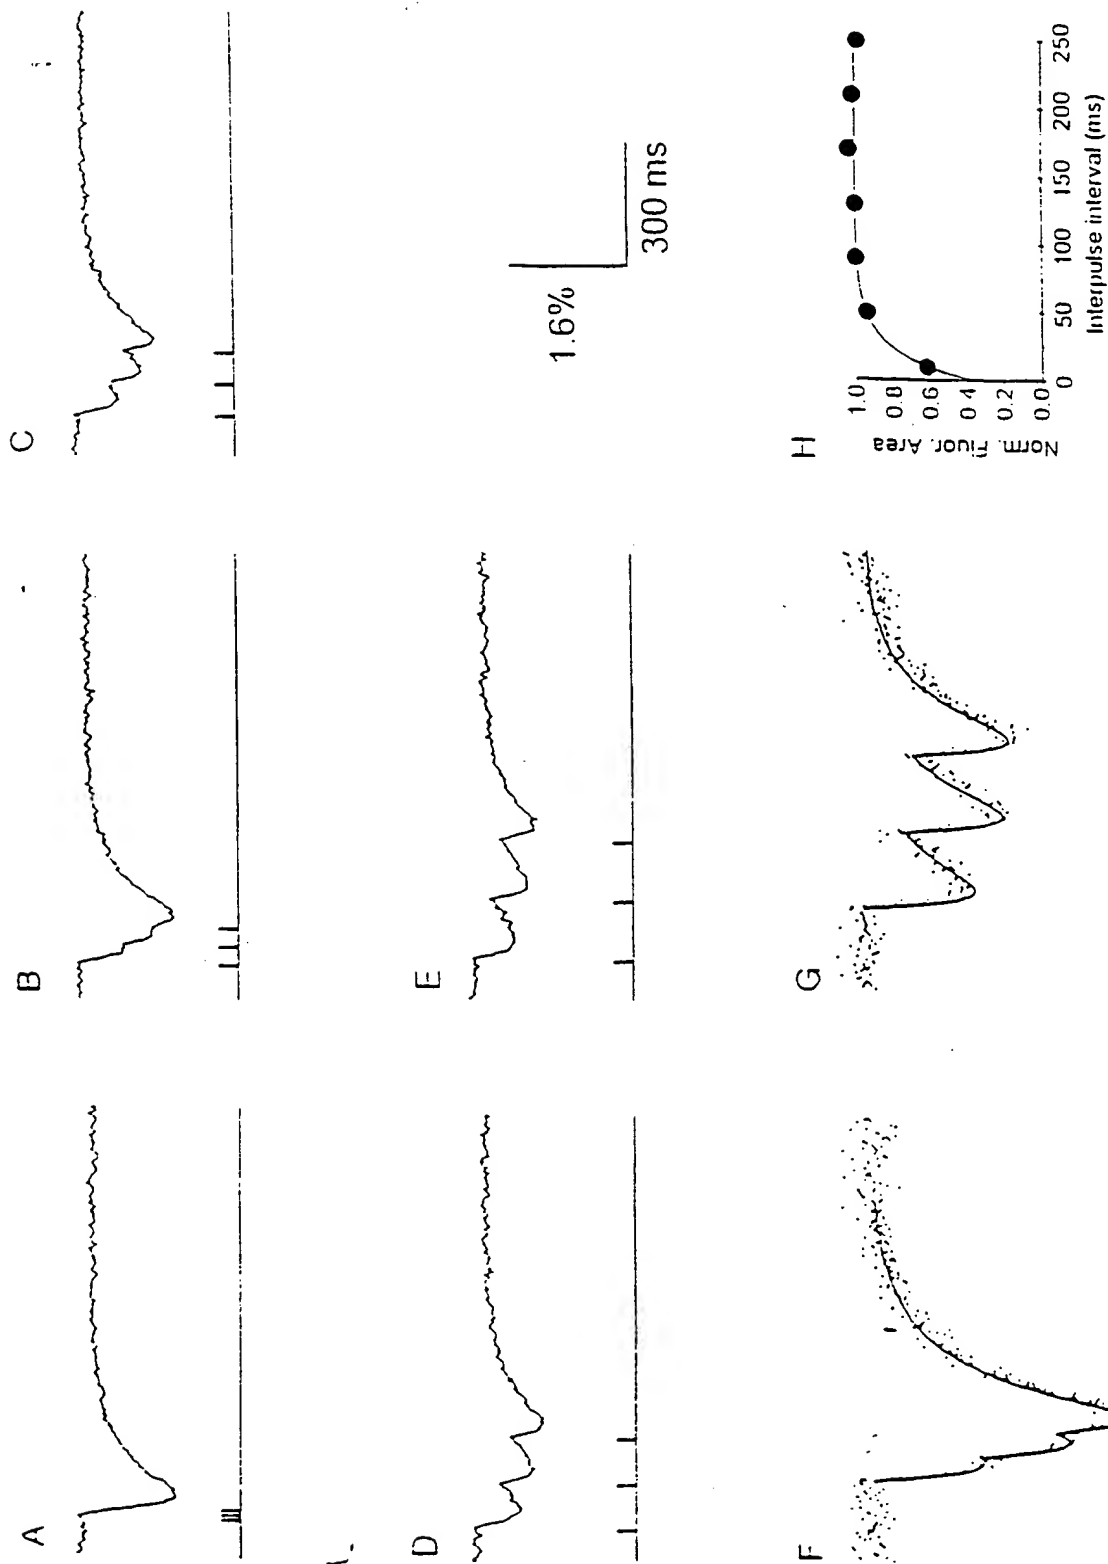 A
B
C
D
E
1.6%
300 ms
F
G
H
Norm. Fluor. Area
1.0
0.8
0.6
0.4
0.2
0.0
0 50 100 150 200 250
Interpulse interval (ms)